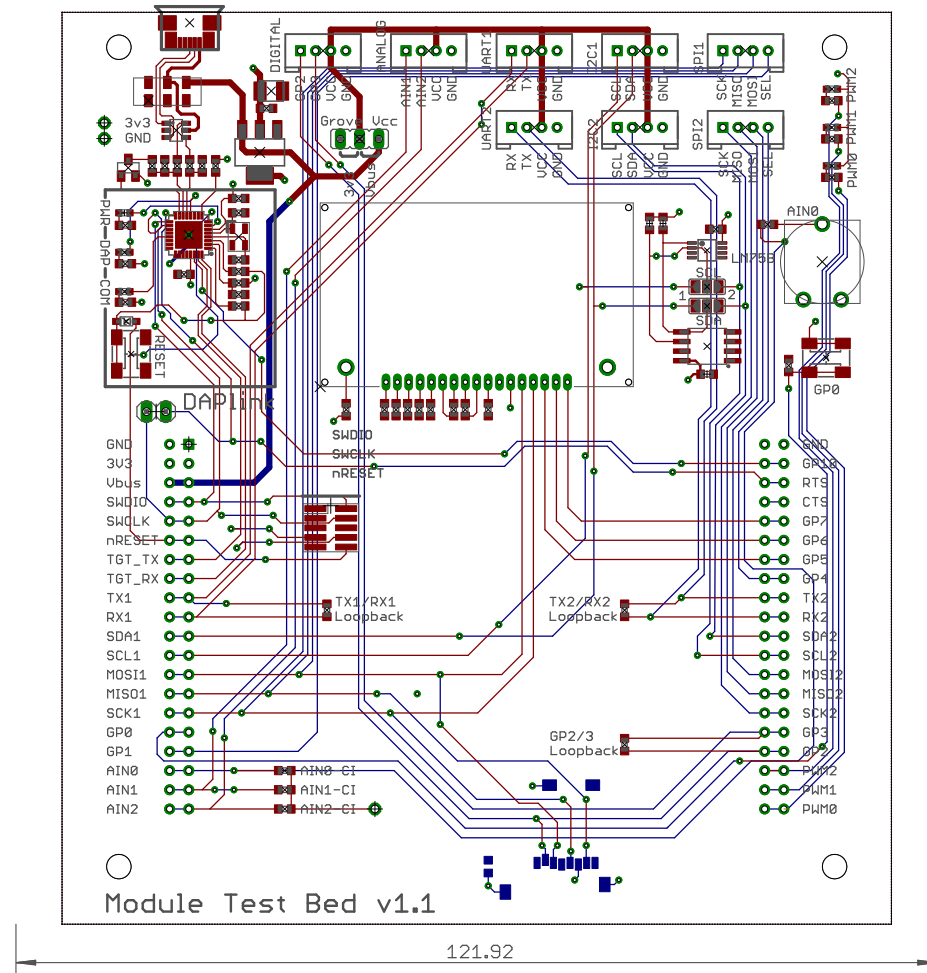 DIGITAL
ANALOG
UART1
I2C1
SPI1
GP2
GP3
VCC
GND
AIN1
AIN2
VCC
GND
RX
TX
VCC
GND
SCL
SDA
VCC
GND
SCK
MISO
MOSI
SEL
PWM2
PWM1
PWM0
3v3
GND
Grove Vcc
3v3
Vbus
UART2
I2C2
SPI2
RX
TX
VCC
GND
SCL
SDA
VCC
GND
SCK
MISO
MOSI
SEL
PWR-DAP-COM
AIN0
LM75B
SCL
1 2
SDA
RESET
GP0
DAPlink
SWDIO
SWCLK
nRESET
GND
3V3
Vbus
SWDIO
SWCLK
nRESET
TGT_TX
TGT_RX
TX1
RX1
SDA1
SCL1
MOSI1
MISO1
SCK1
GP0
GP1
AIN0
AIN1
AIN2
TX1/RX1
Loopback
TX2/RX2
Loopback
GP2/3
Loopback
AIN0-CI
AIN1-CI
AIN2-CI
GND
GP10
RTS
CTS
GP7
GP6
GP5
GP4
TX2
RX2
SDA2
SCL2
MOSI2
MISO2
SCK2
GP3
GP2
PWM2
PWM1
PWM0
Module Test Bed v1.1
121.92